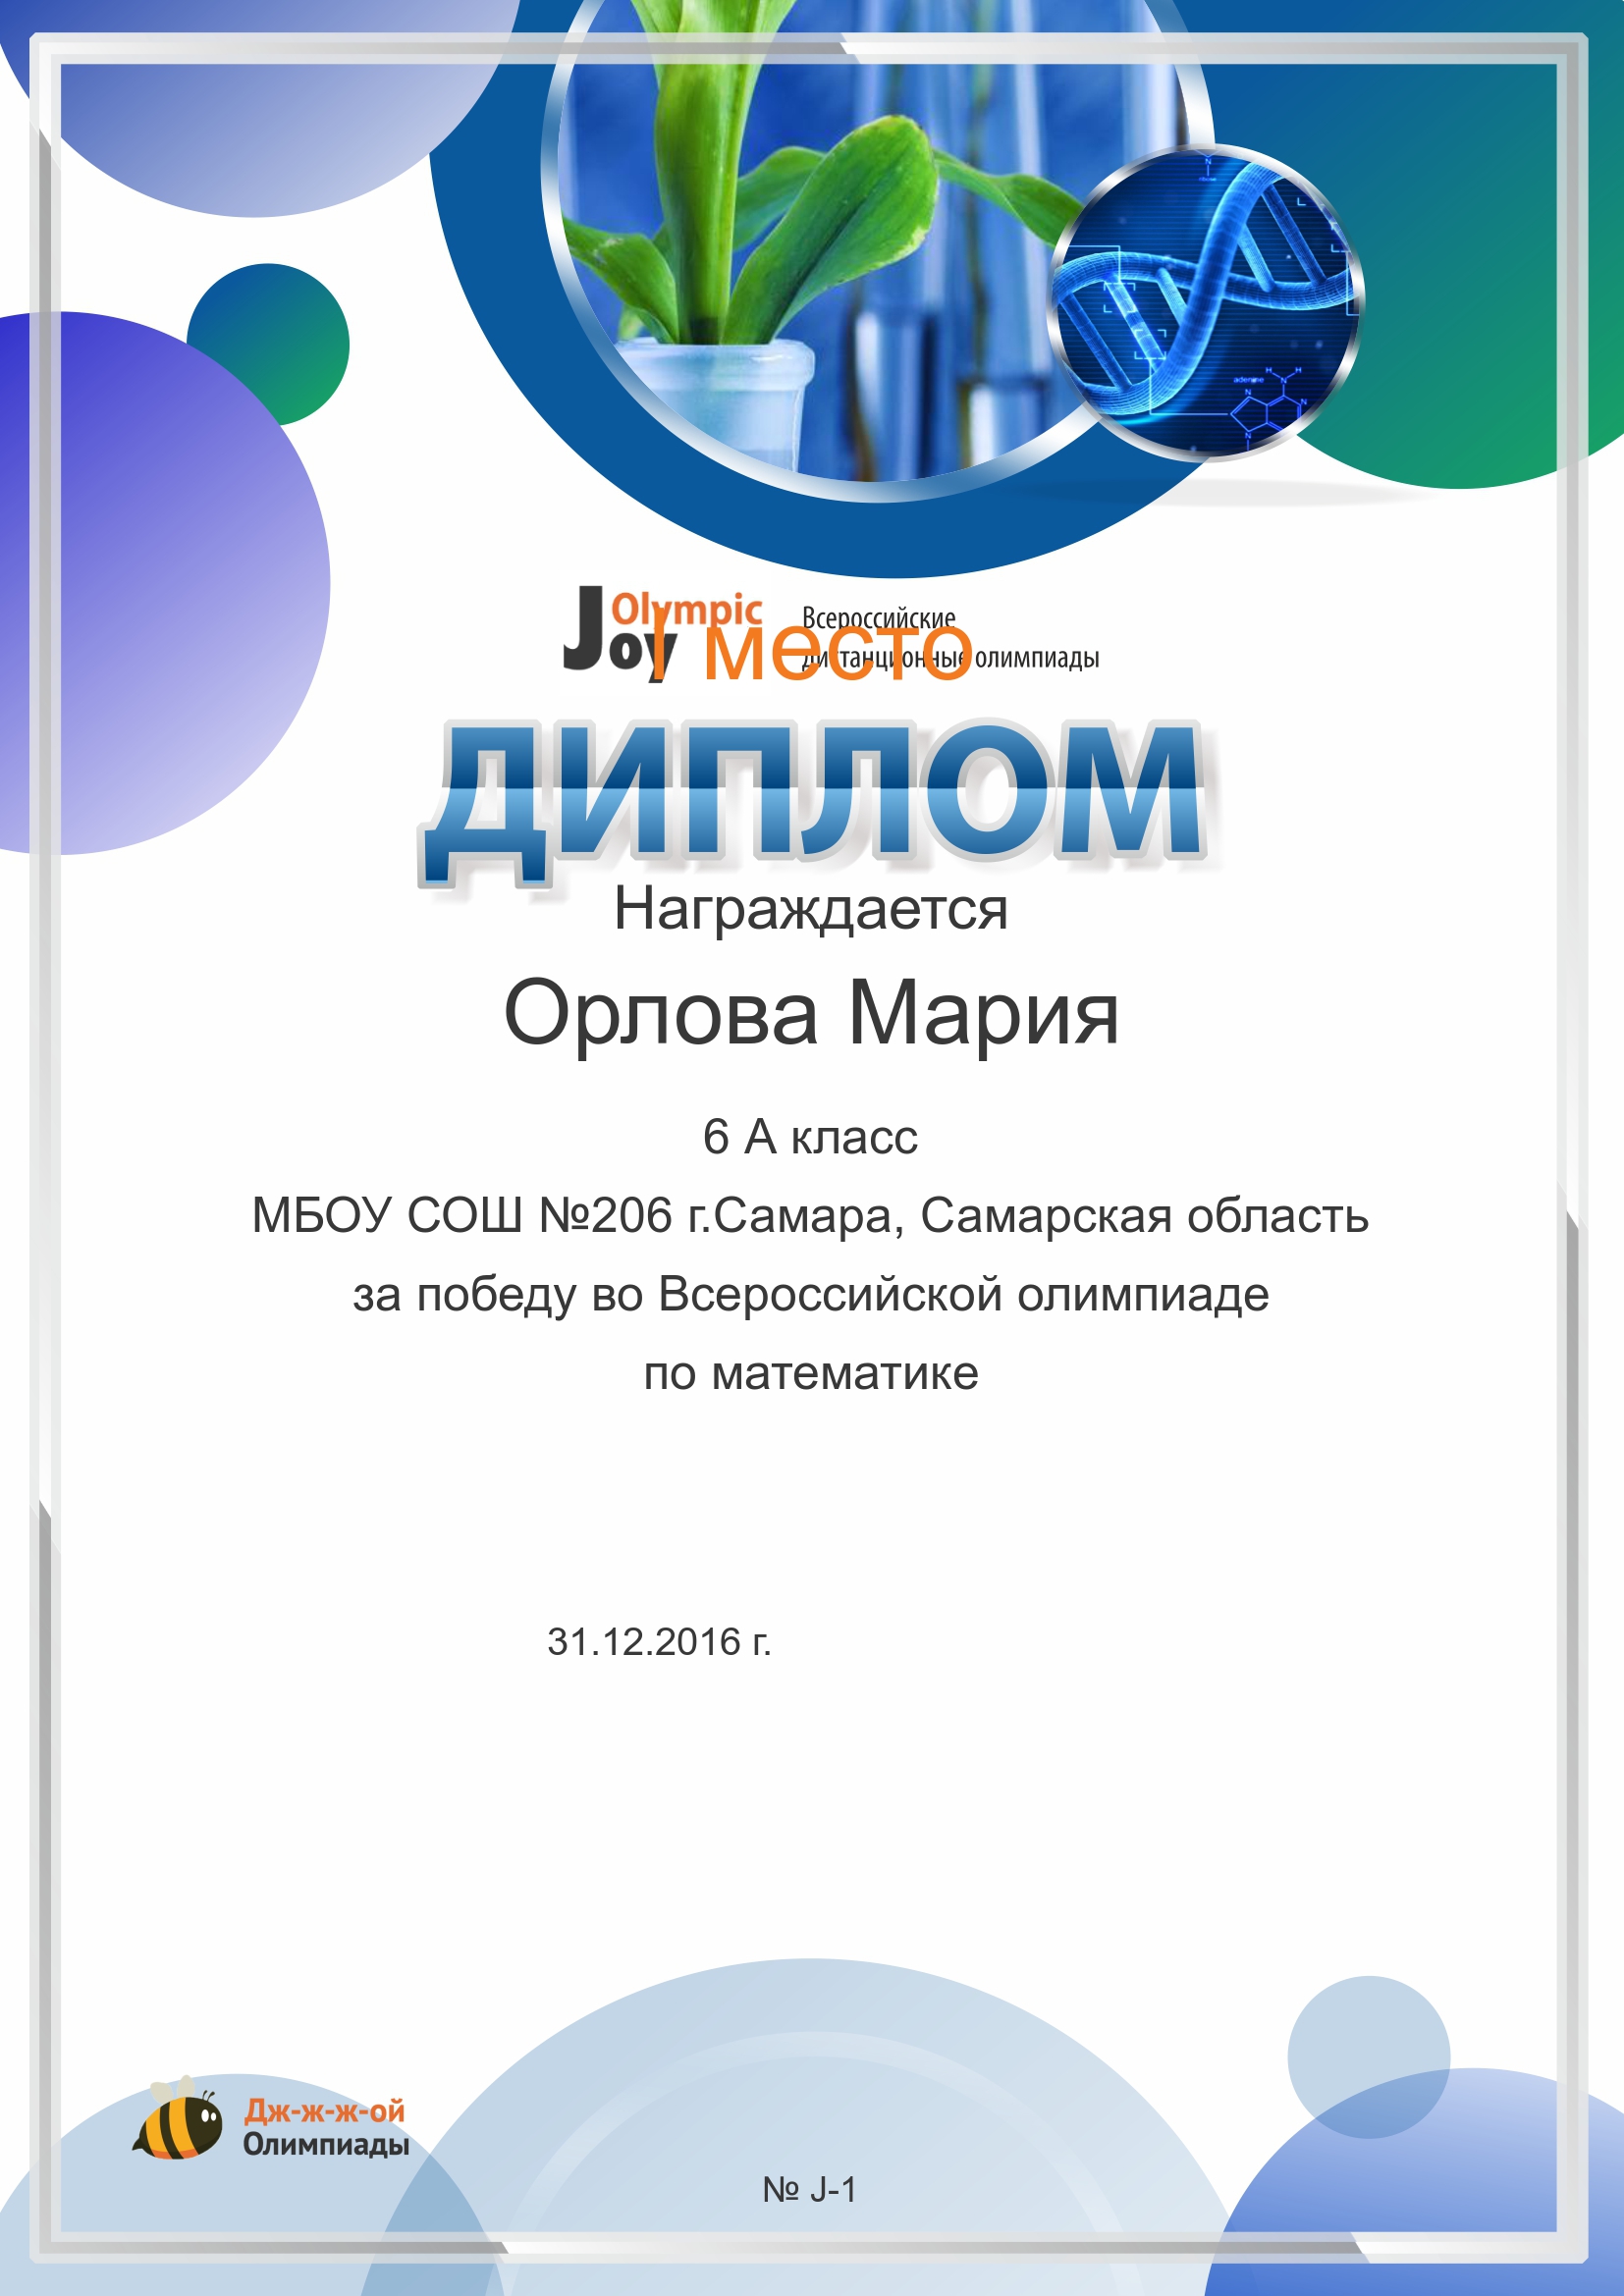 Olympic
Joy
Всероссийские
дистанционные олимпиады
I место
ДИПЛОМ
Награждается
Орлова Мария
6 А класс
МБОУ СОШ №206 г.Самара, Самарская область
за победу во Всероссийской олимпиаде
по математике
31.12.2016 г.
Дж-ж-ж-ой
Олимпиады
№ J-1
adenine
H H
N
N N
N
N